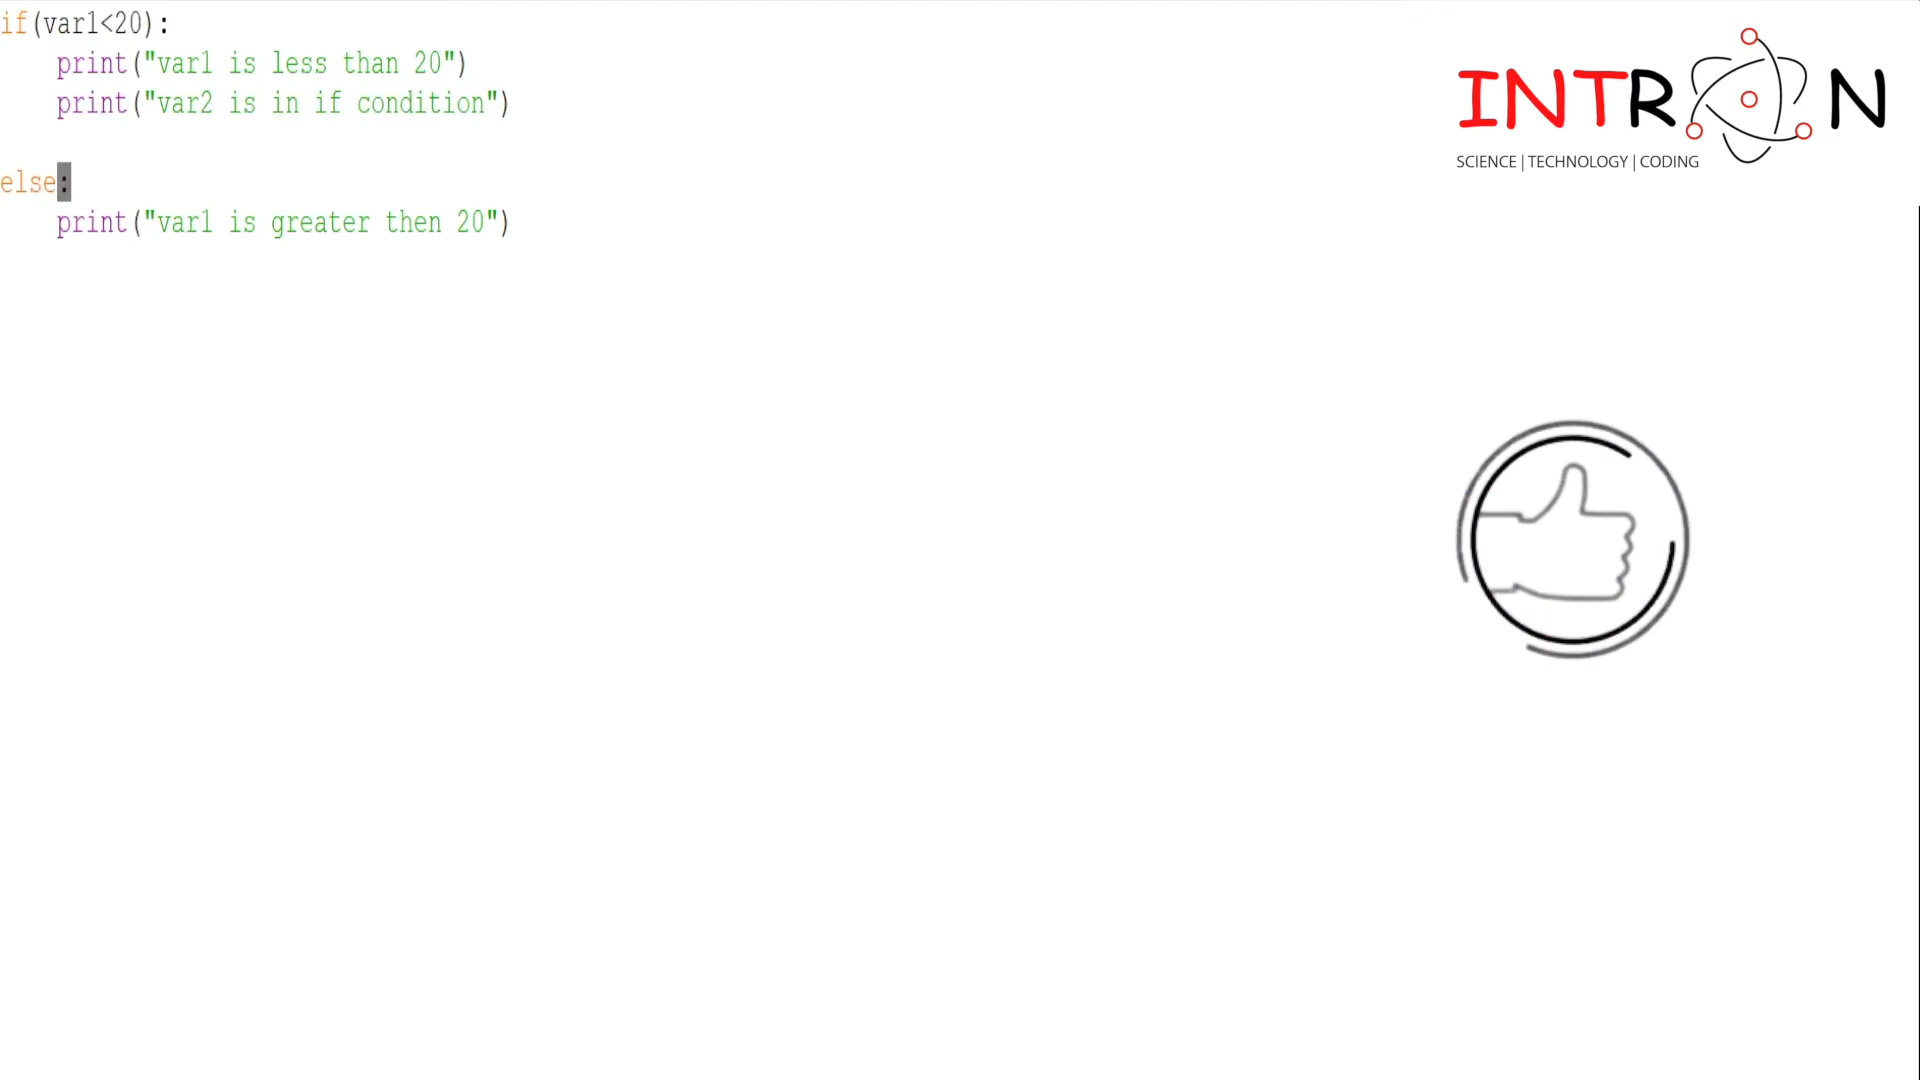 if(var1<20):
    print("var1 is less than 20")
    print("var2 is in if condition")
else:
    print("var1 is greater then 20")
INTRON
SCIENCE | TECHNOLOGY | CODING